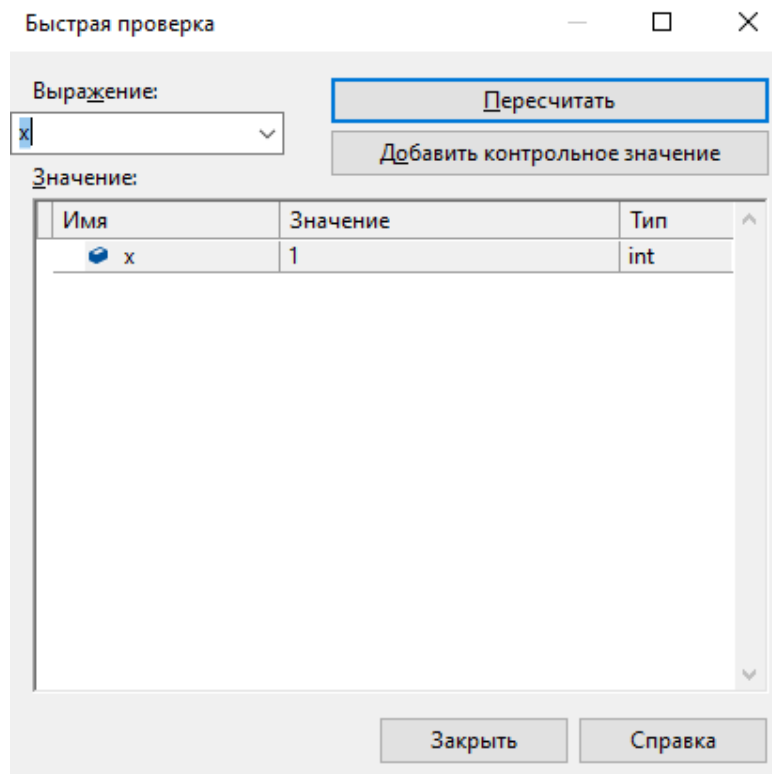 Быстрая проверка
Выражение:
Пересчитать
x
Добавить контрольное значение
Значение:
Имя Значение Тип
x 1 int
Закрыть Справка